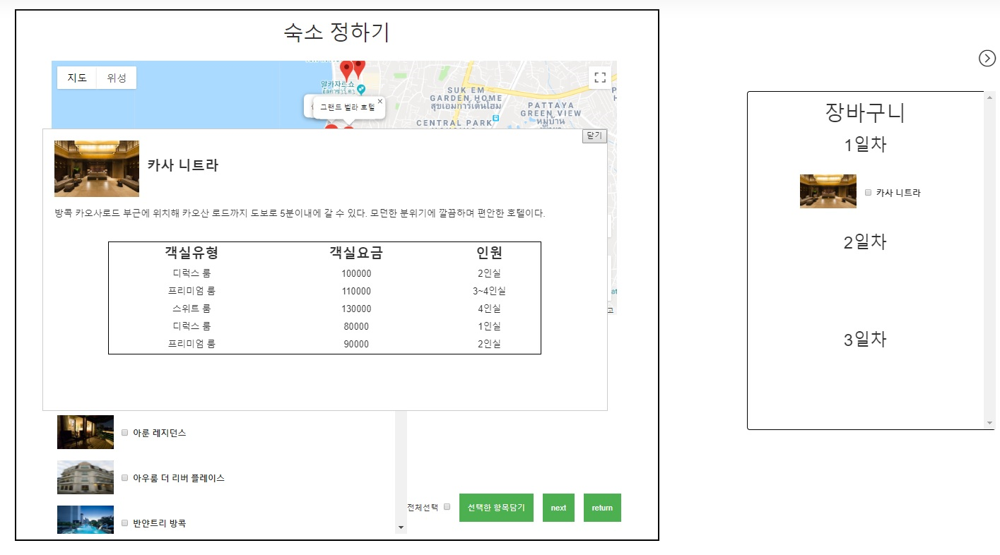 숙소 정하기
지도 위성
알카자르쇼
SUK EM
GARDEN HOME
สุขเอมการ์เด้นโฮม
PATTAYA
GREEN VIEW
หมู่บ้าน
พัทยา
CENTRAL PARK
그랜드 벨라 호텔
닫기
카사 니트라
방콕 카오사로드 부근에 위치해 카오산 로드까지 도보로 5분이내에 갈 수 있다. 모던한 분위기에 깔끔하며 편안한 호텔이다.
객실유형 객실요금 인원
디럭스 룸 100000 2인실
프리미엄 룸 110000 3~4인실
스위트 룸 130000 4인실
디럭스 룸 80000 1인실
프리미엄 룸 90000 2인실
아룬 레지던스
아우룸 더 리버 플레이스
반얀트리 방콕
전체선택 선택한 항목담기 next return
장바구니
1일차
카사 니트라
2일차
3일차